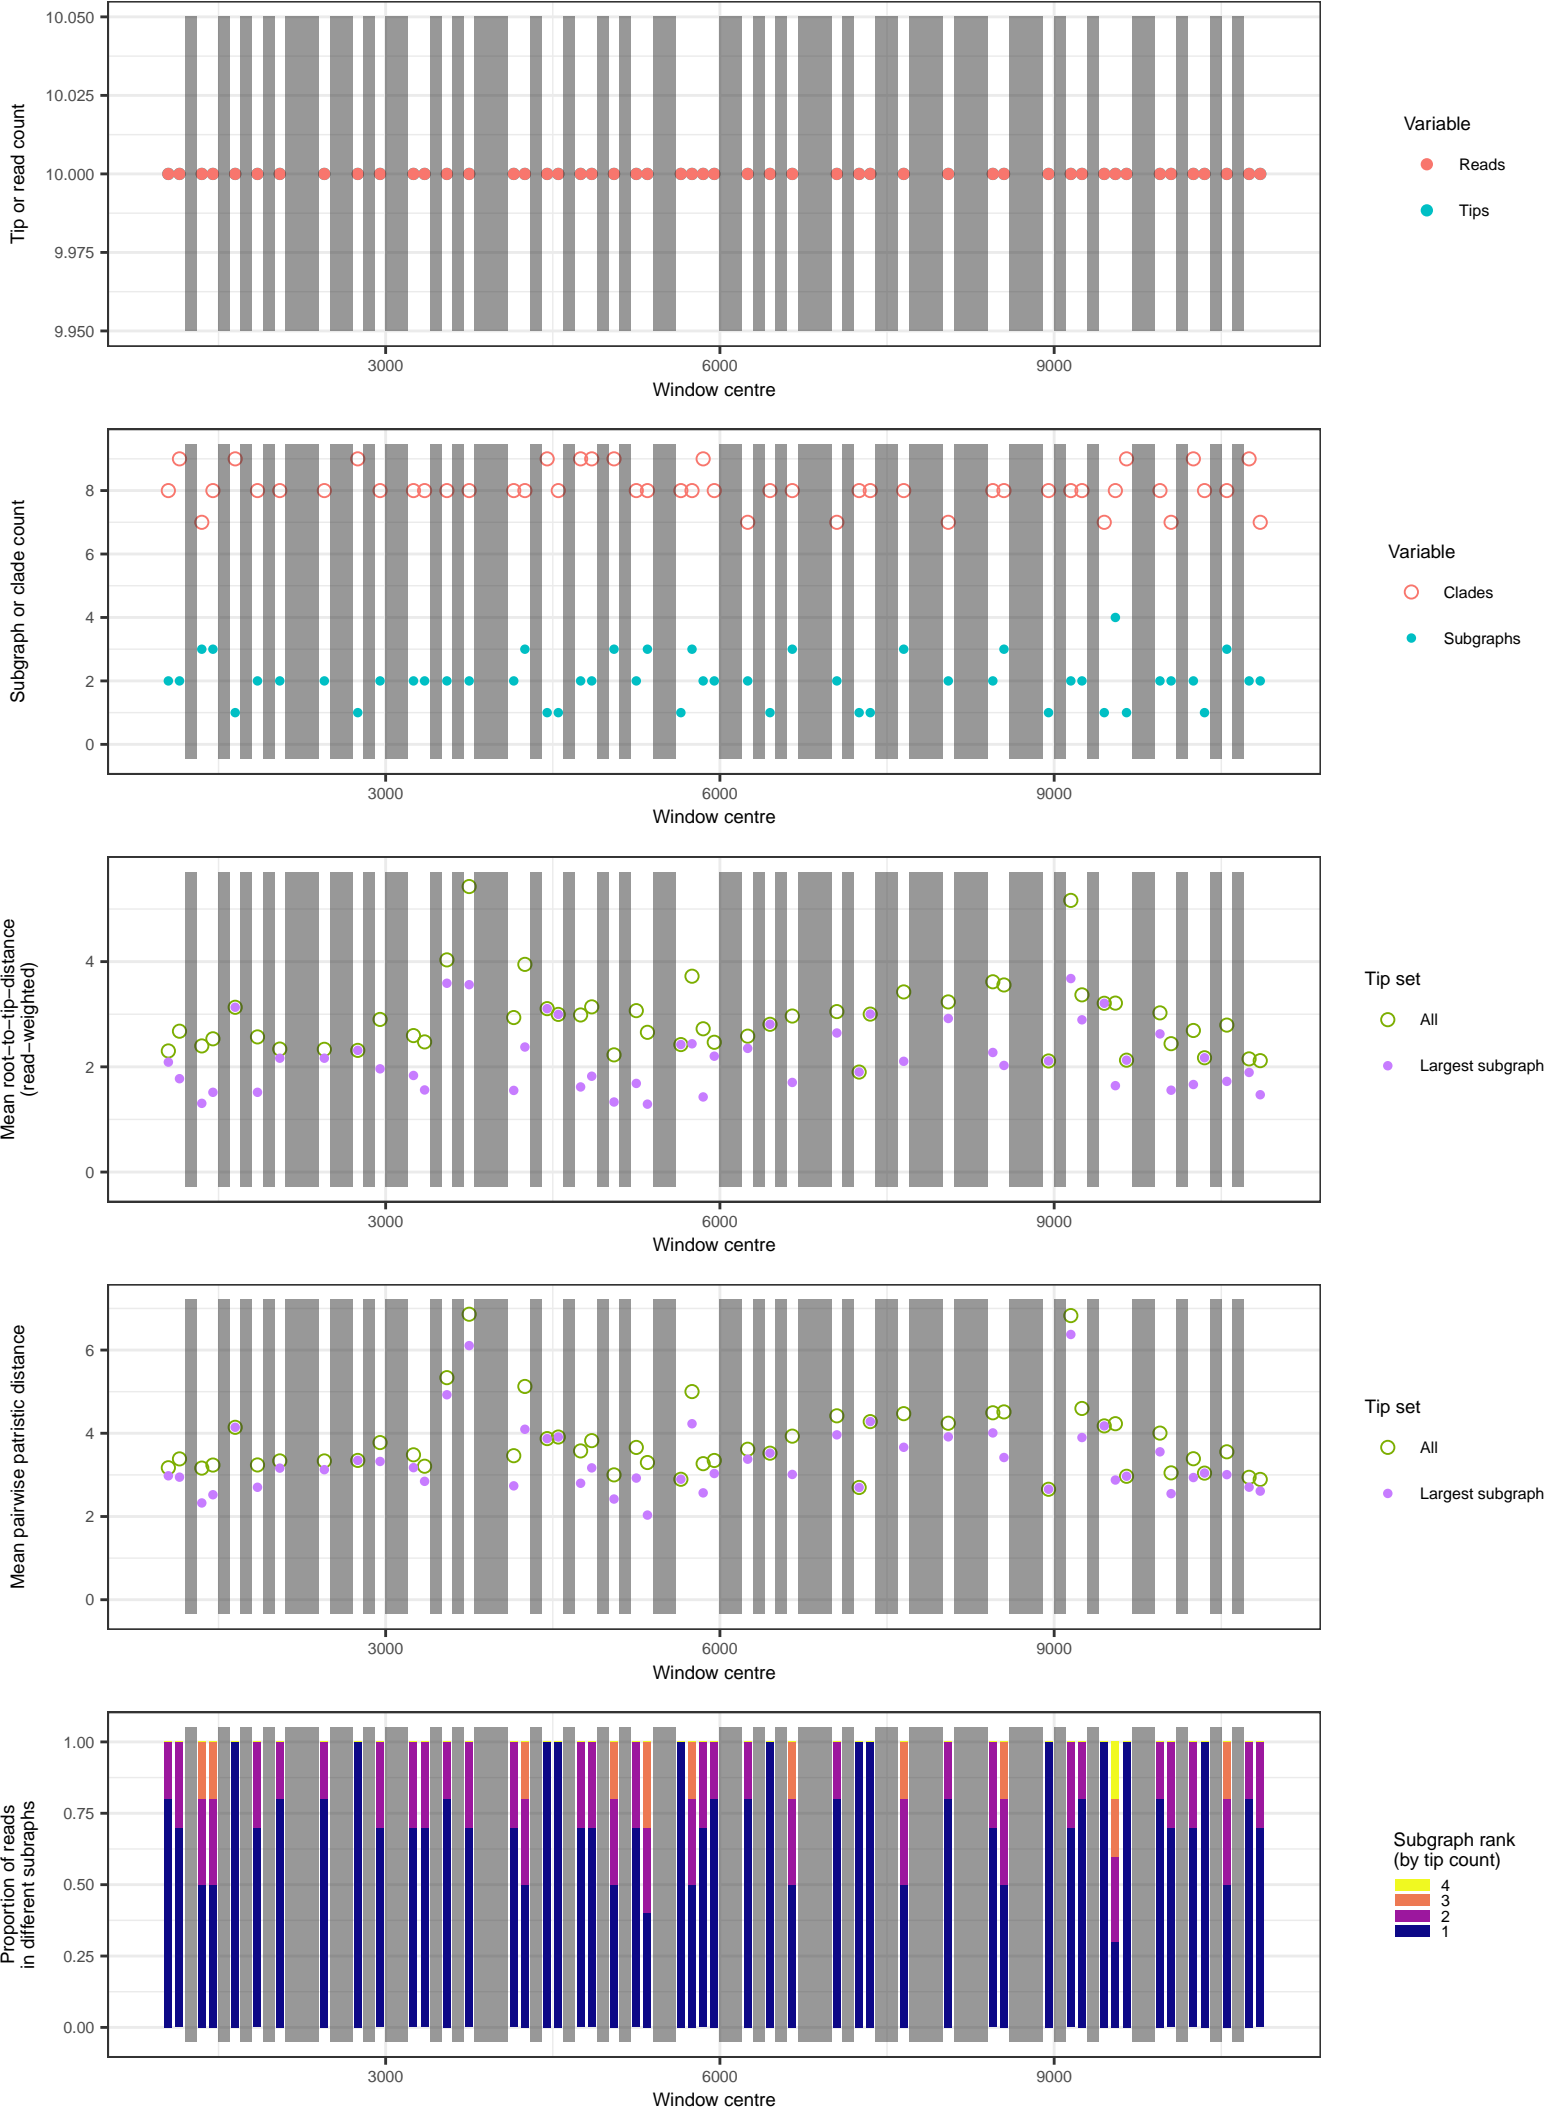 10.050
10.025
10.000
9.975
9.950
Tip or read count
3000 6000 9000
Window centre
Variable
Reads
Tips
8
6
4
2
0
Subgraph or clade count
3000 6000 9000
Window centre
Variable
Clades
Subgraphs
4
2
0
Mean root−to−tip−distance
(read−weighted)
3000 6000 9000
Window centre
Tip set
All
Largest subgraph
6
4
2
0
Mean pairwise patristic distance
3000 6000 9000
Window centre
Tip set
All
Largest subgraph
1.00
0.75
0.50
0.25
0.00
Proportion of reads
in different subraphs
3000 6000 9000
Window centre
Subgraph rank
(by tip count)
4
3
2
1